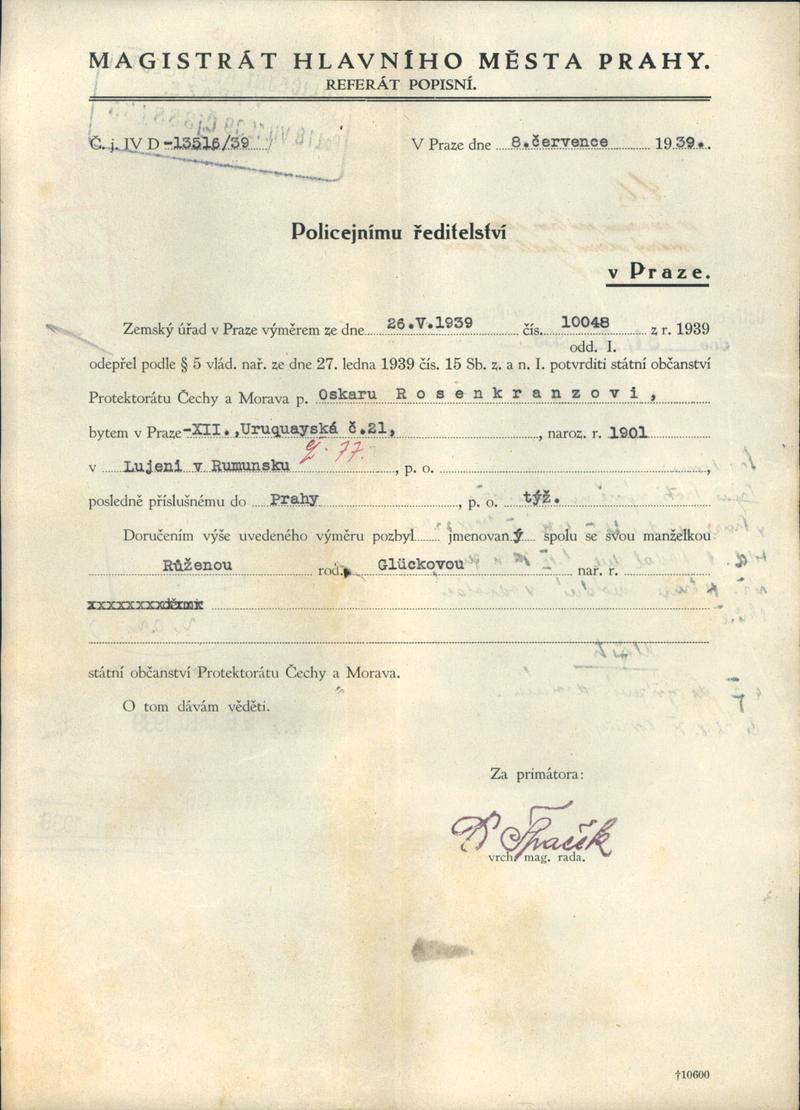 MAGISTRÁT HLAVNÍHO MĚSTA PRAHY.
REFERÁT POPISNÍ.
Č. j. IV D -13516/39
V Praze dne 8.července 1939.
Policejnímu ředitelství
v Praze.
Zemský úřad v Praze výměrem ze dne 26.V.1939 čís. 10048 z r. 1939
odd. I.
odepřel podle § 5 vlád. nař. ze dne 27. ledna 1939 čís. 15 Sb. z. a n. I. potvrditi státní občanství
Protektorátu Čechy a Morava p. Oskaru Rosenkranzovi,
bytem v Praze -XII.,Uruquayská č.21, , naroz. r. 1901
v Lujeni v Rumunsku , p. o. ,
posledně příslušnému do Prahy , p. o. týž.
Doručením výše uvedeného výměru pozbyl jmenovaný spolu se svou manželkou
Růženou rod. Glückovou nar. r.
státní občanství Protektorátu Čechy a Morava.
O tom dávám věděti.
Za primátora:
vrch. mag. rada.
†10600